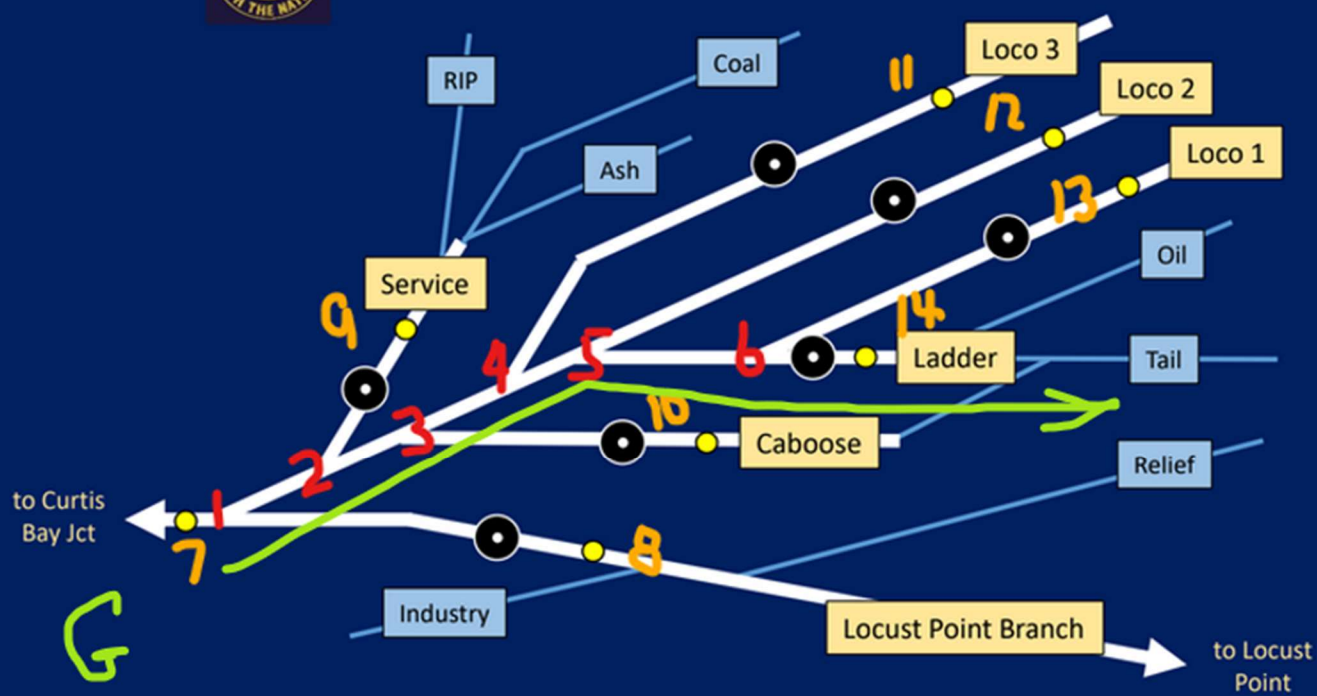 THE NAT
Loco 3
Coal
RIP
11
Loco 2
12
Loco 1
Ash
13
Oil
Service
9
14
4
5
6
Ladder
Tail
10
3
Caboose
2
Relief
to Curtis
Bay Jct
1
7
8
Industry
Locust Point Branch
G
to Locust
Point